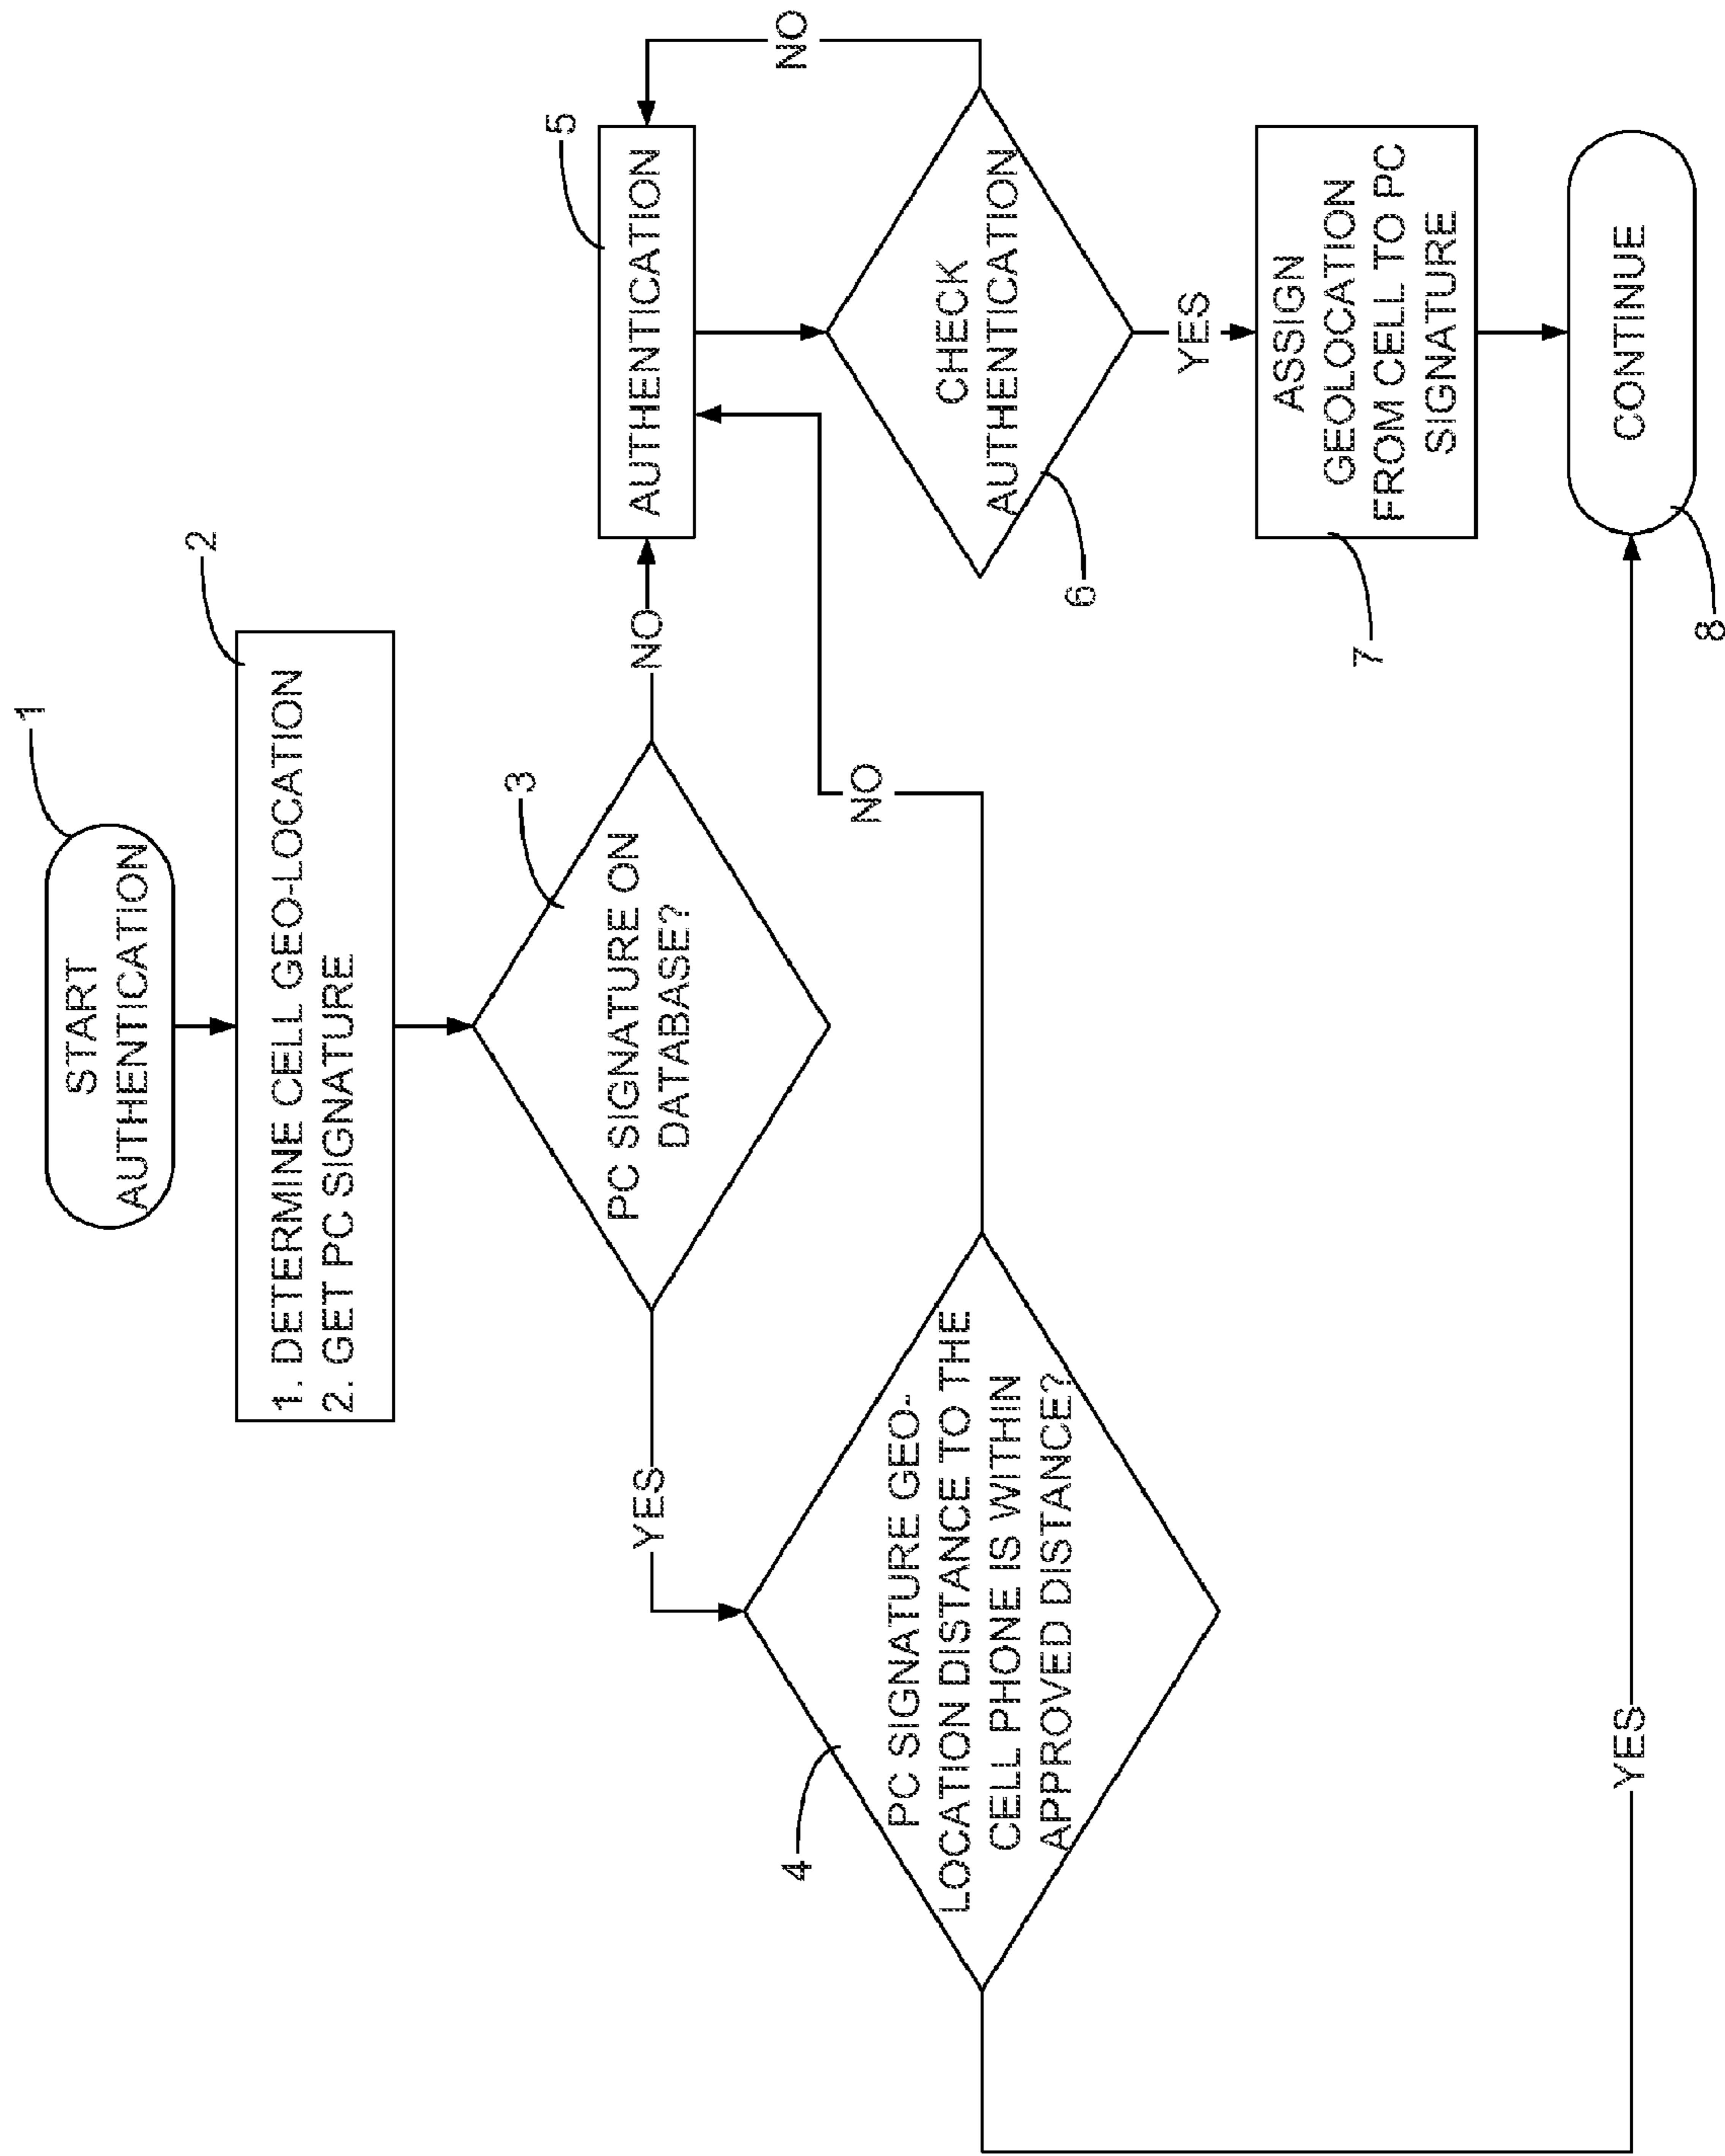 1
START
AUTHENTICATION
2
1. DETERMINE CELL GEO-LOCATION
2. GET PC SIGNATURE
3
PC SIGNATURE ON
DATABASE?
YES
NO
4
PC SIGNATURE GEO-
LOCATION DISTANCE TO THE
CELL PHONE IS WITHIN
APPROVED DISTANCE?
NO
YES
5
AUTHENTICATION
NO
6
CHECK
AUTHENTICATION
YES
7
ASSIGN
GEOLOCATION
FROM CELL TO PC
SIGNATURE
8
CONTINUE